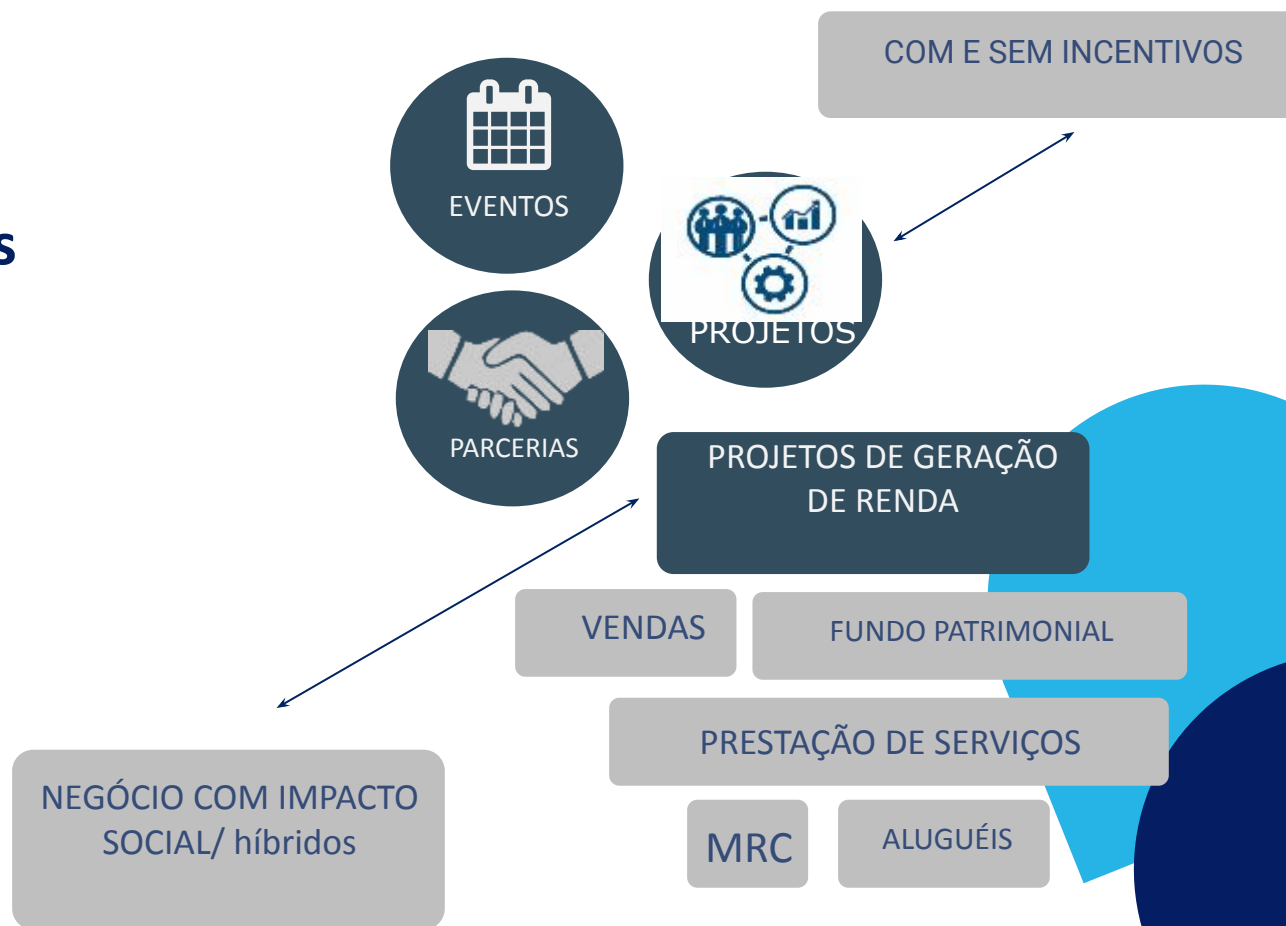 COM E SEM INCENTIVOS
EVENTOS
s
PROJETOS
PARCERIAS
PROJETOS DE GERAÇÃO
DE RENDA
VENDAS
FUNDO PATRIMONIAL
PRESTAÇÃO DE SERVIÇOS
NEGÓCIO COM IMPACTO
SOCIAL/ híbridos
MRC
ALUGUÉIS